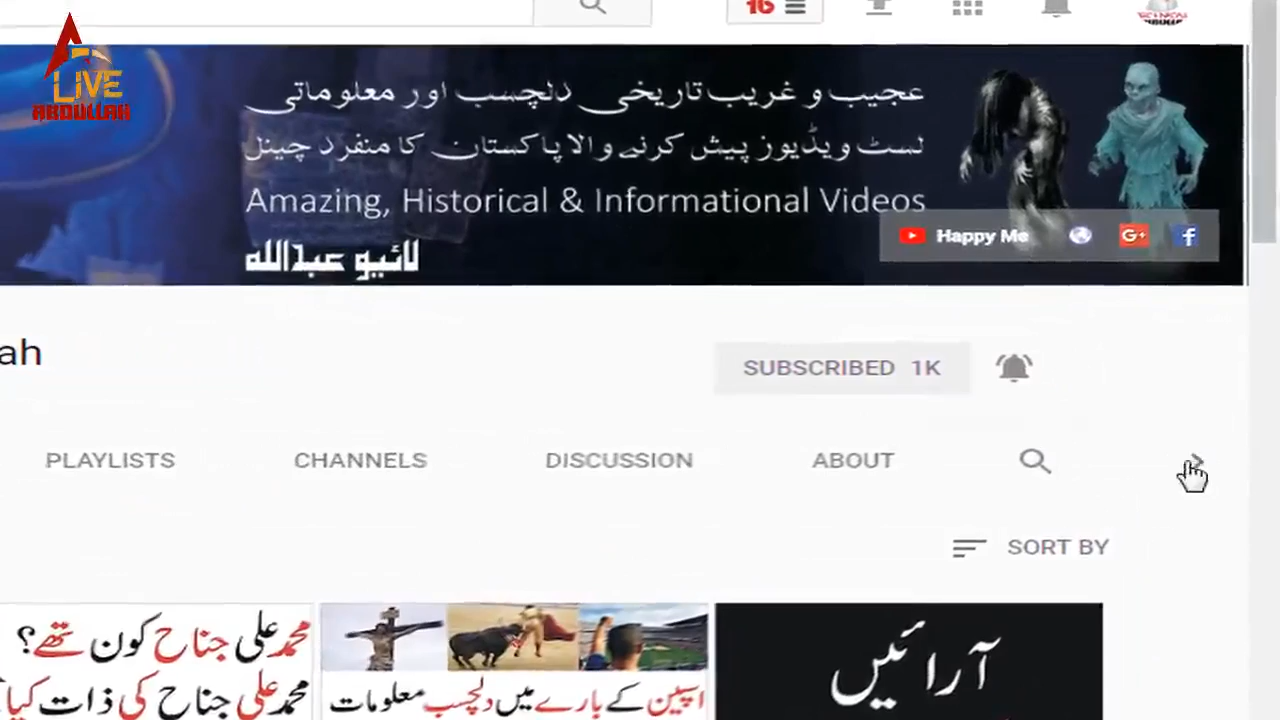 LIVE
ABDULLAH
عجیب و غریب تاریخی دلچسب اور معلوماتی
لسٹ ویڈیوز پیش کرنے والا پاکستان کا منفرد چینل
Amazing, Historical & Informational Videos
لائیو عبداللہ
Happy Me
G+
f
ah
SUBSCRIBED 1K
PLAYLISTS
CHANNELS
DISCUSSION
ABOUT
SORT BY
محمد علی جناح کون تھے؟
محمد علی جناح کی ذات کیا
اسپین کے بارے میں دلچسپ معلومات
آرائیں